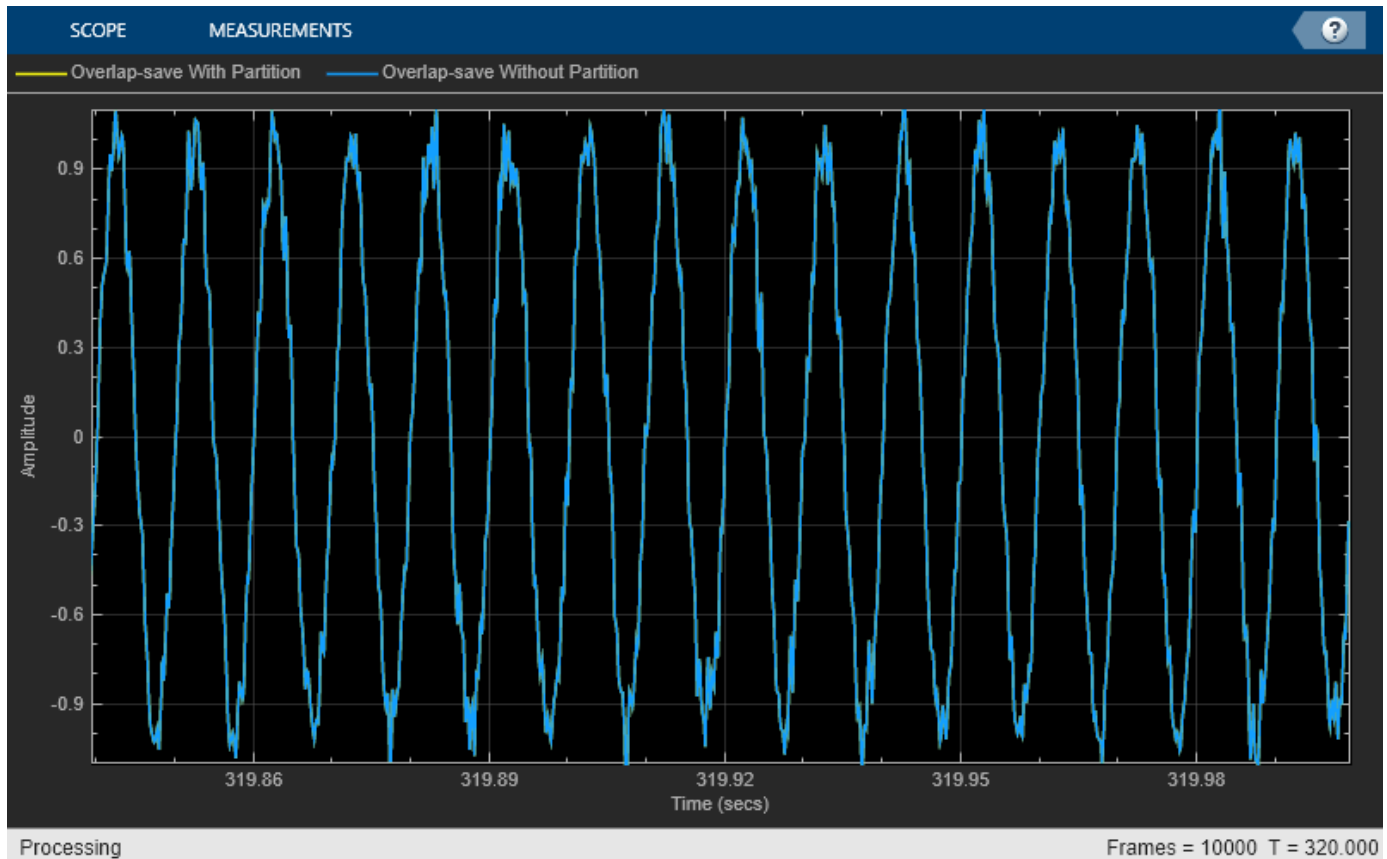 SCOPE MEASUREMENTS ?
Overlap-save With Partition Overlap-save Without Partition
0.9
0.6
0.3
0
-0.3
-0.6
-0.9
Amplitude
319.86 319.89 319.92 319.95 319.98
Time (secs)
Processing Frames = 10000 T = 320.000